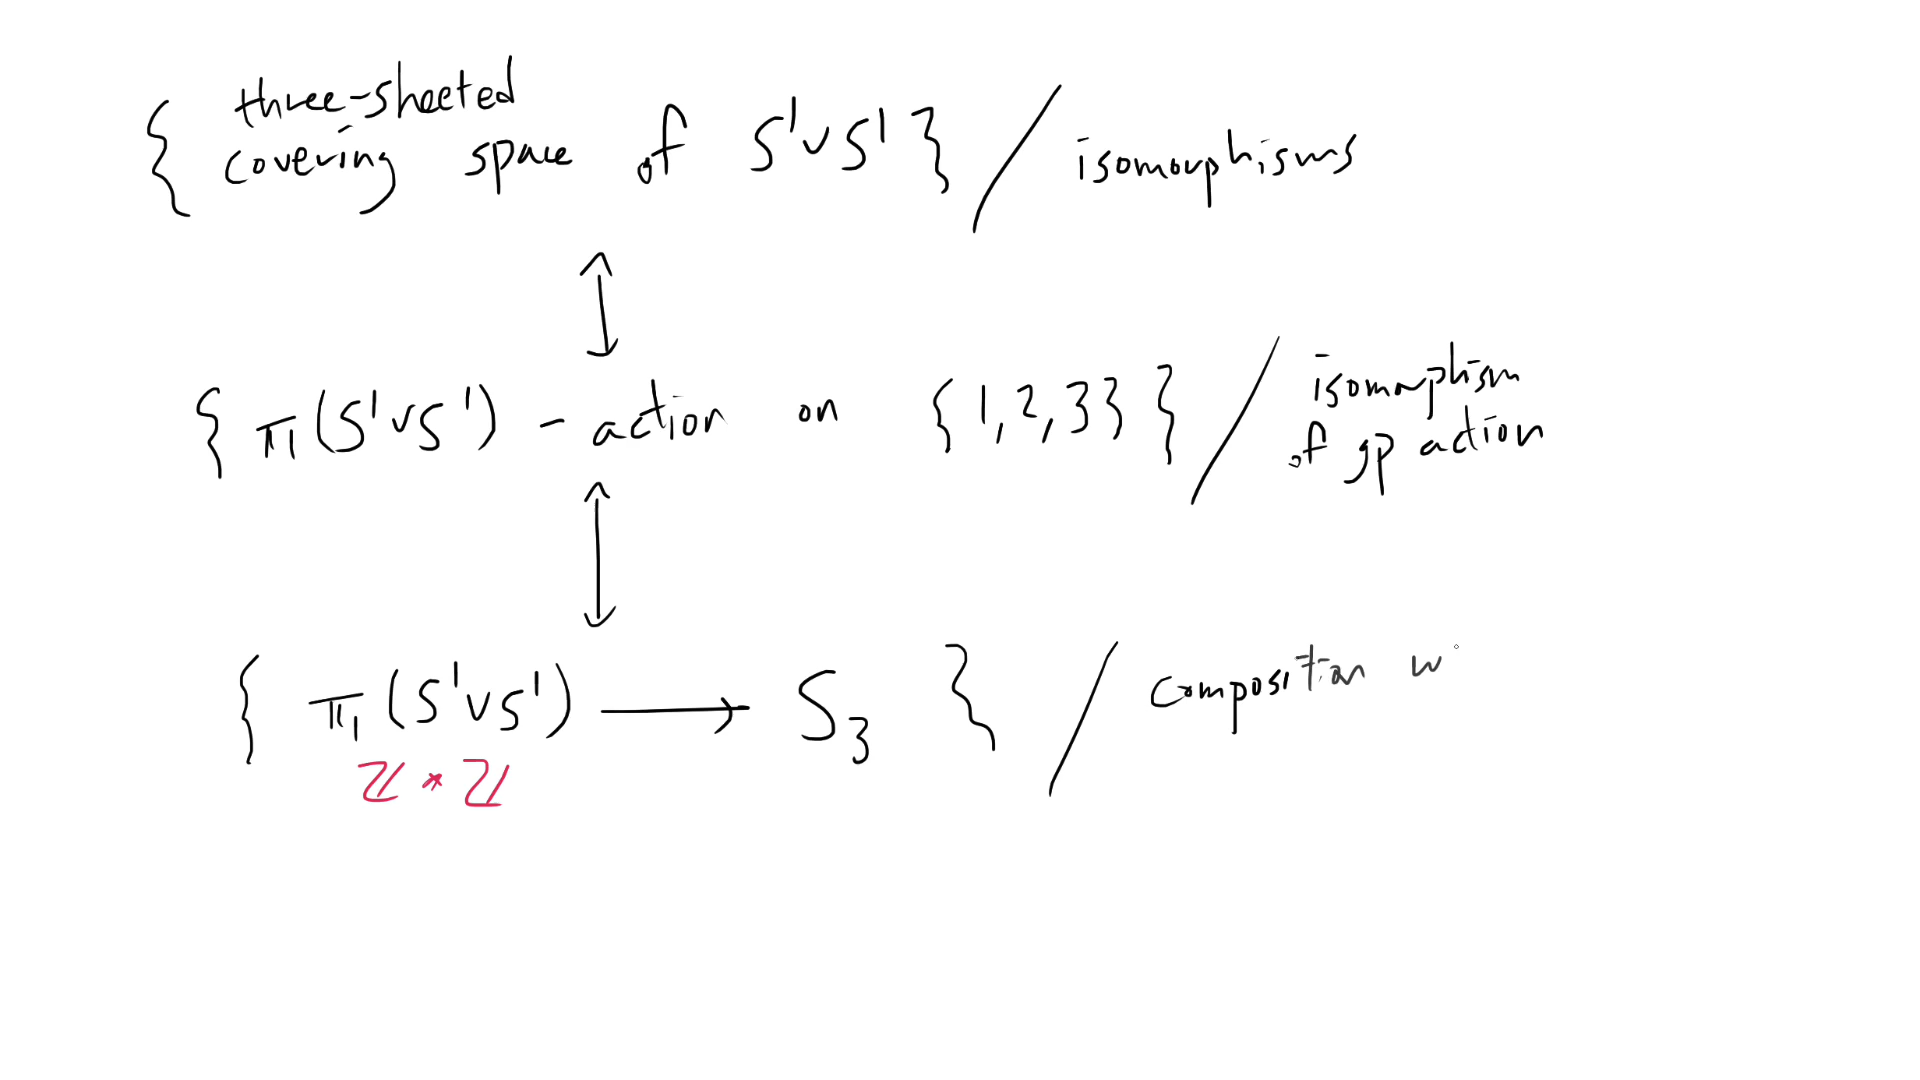 { three-sheeted covering space of S¹∨S¹ } / isomorphisms
↕
{ π₁(S¹∨S¹) - action on {1,2,3} } / isomorphism of gp action
↕
{ π₁(S¹∨S¹) ⟶ S₃ } / composition w
ℤ * ℤ